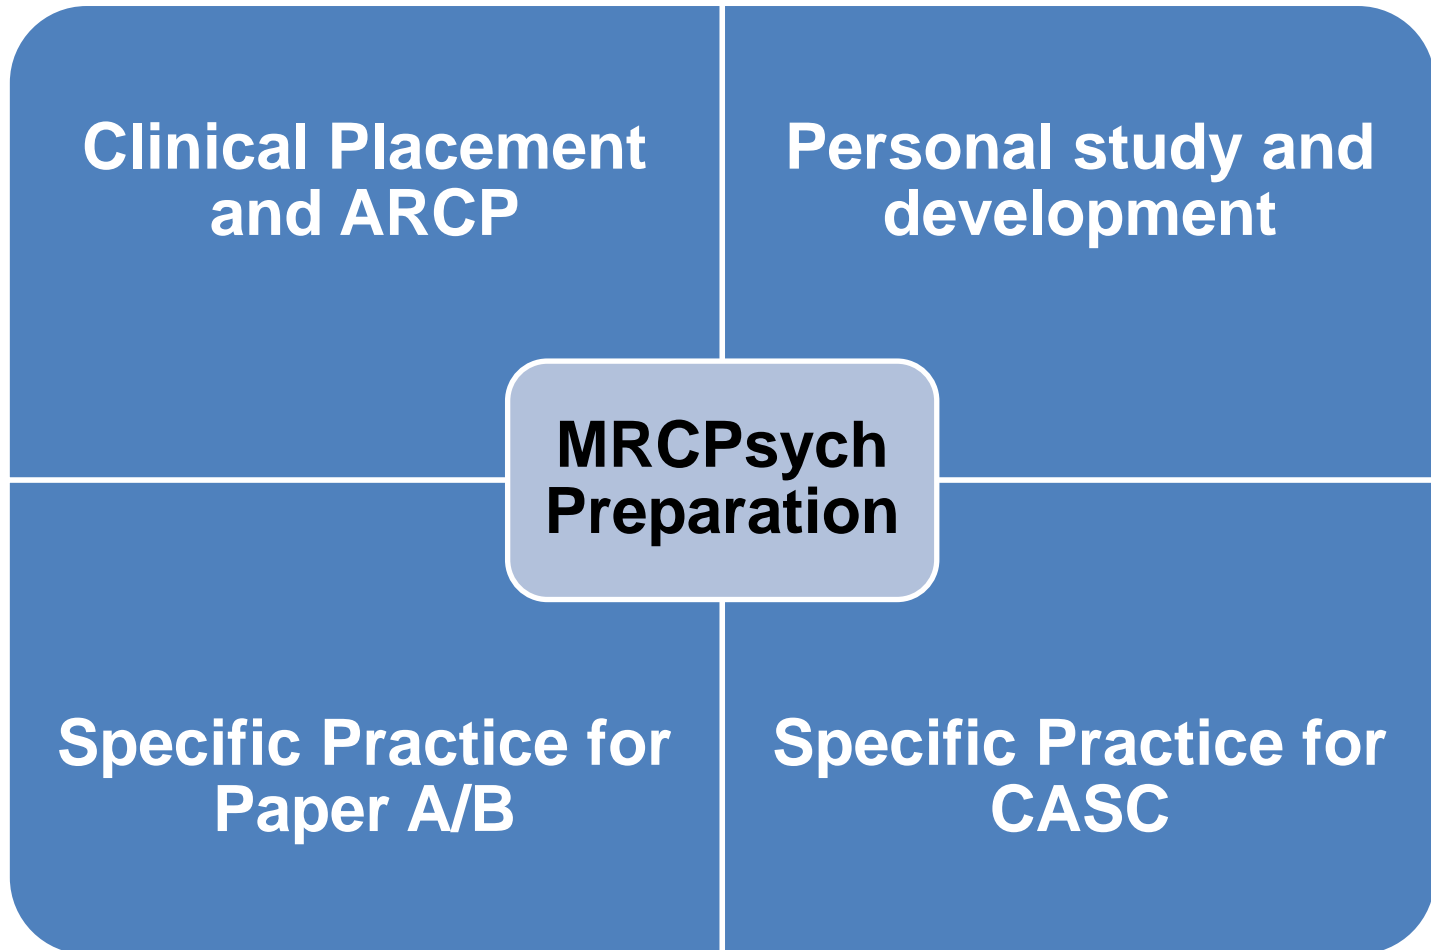 Clinical Placement
and ARCP
Personal study and
development
MRCPsych
Preparation
Specific Practice for
Paper A/B
Specific Practice for
CASC